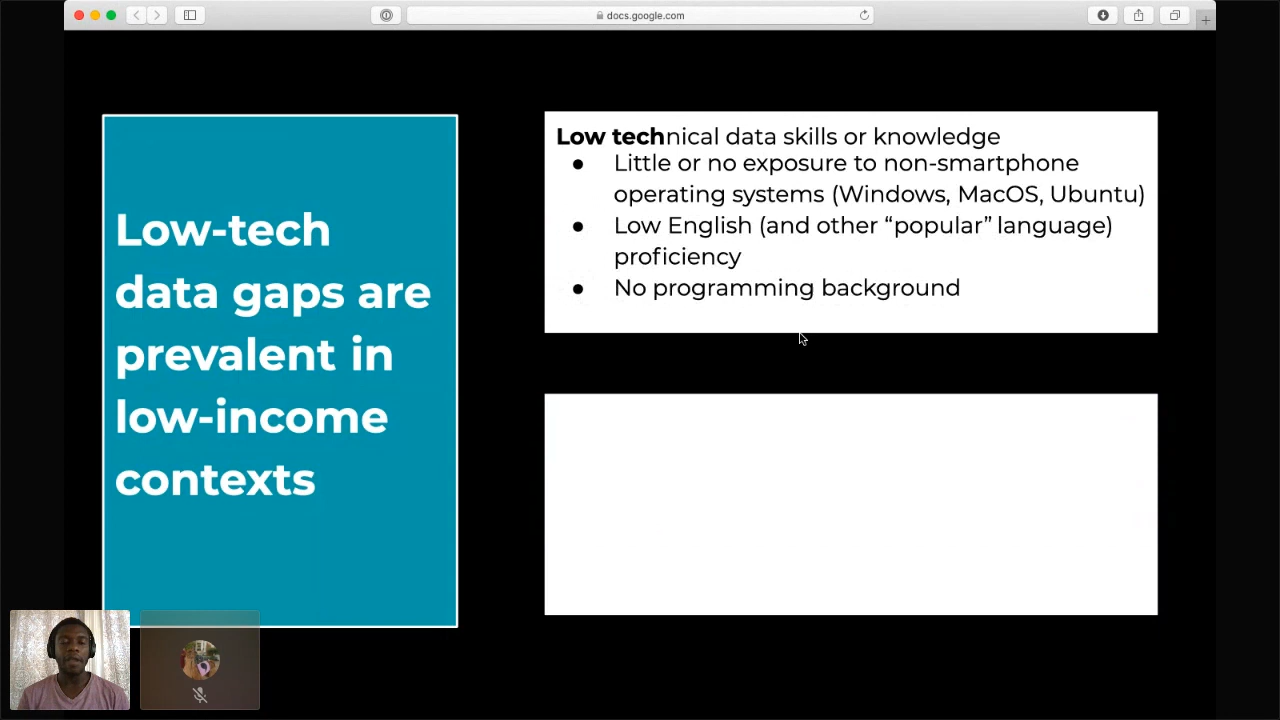 docs.google.com
Low-tech
data gaps are
prevalent in
low-income
contexts
Low technical data skills or knowledge
● Little or no exposure to non-smartphone
operating systems (Windows, MacOS, Ubuntu)
● Low English (and other “popular” language)
proficiency
● No programming background